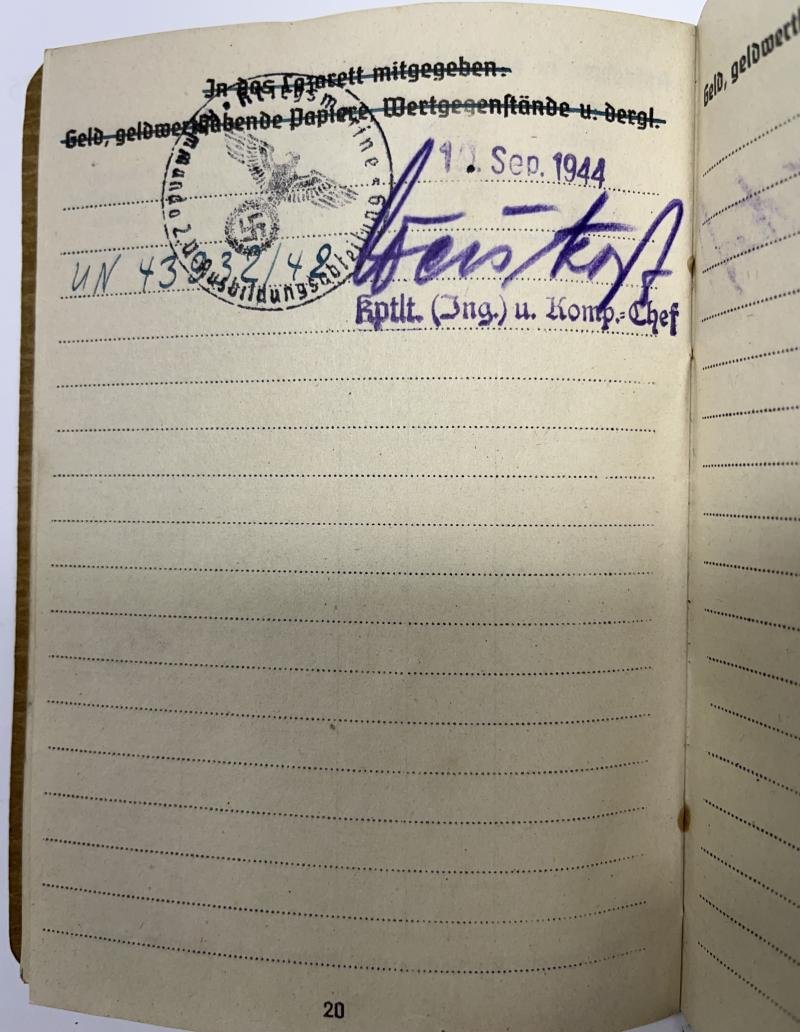 In das Lazarett mitgegeben:
Geld, geldwerthabende Papiere, Wertgegenstände u. dergl.
Kriegsmarine
Ausbildungsabteilung
Sep. 1944
UN 43932/42
Kptlt. (Ing.) u. Komp.-Chef
20
Geld, geldwert